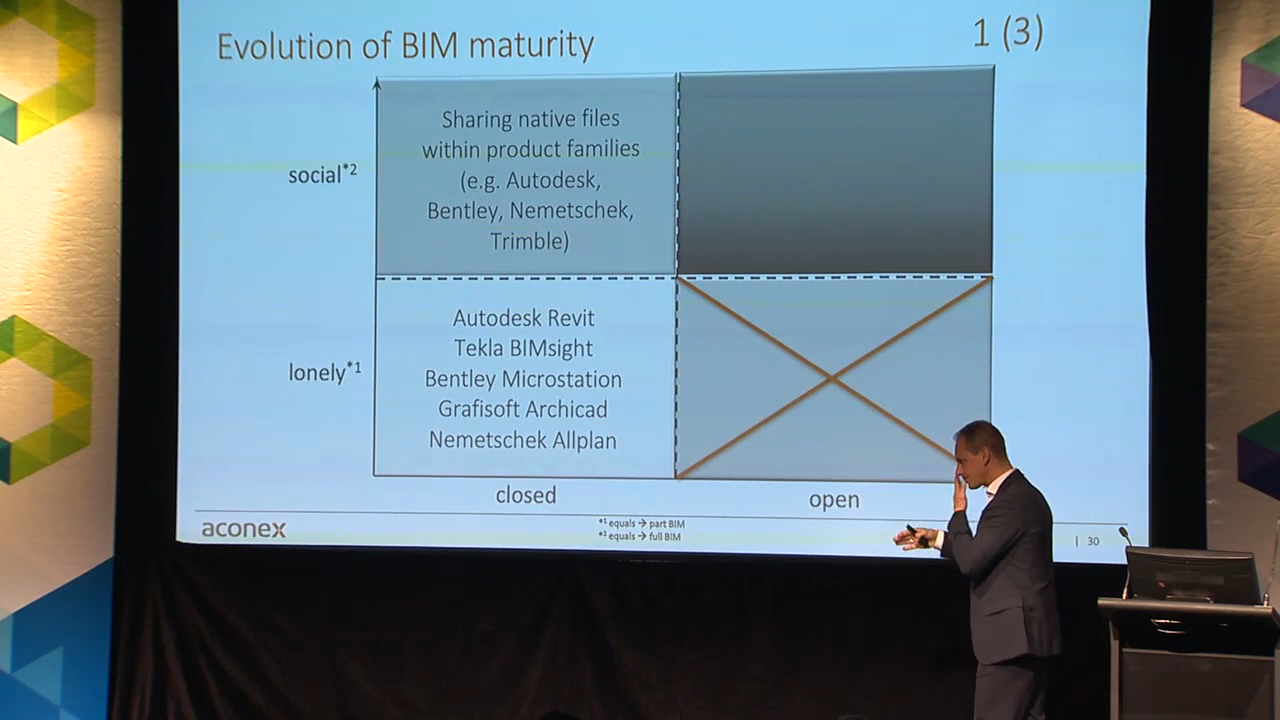 Evolution of BIM maturity
1 (3)
social*2
Sharing native files
within product families
(e.g. Autodesk,
Bentley, Nemetschek,
Trimble)
lonely*1
Autodesk Revit
Tekla BIMsight
Bentley Microstation
Grafisoft Archicad
Nemetschek Allplan
closed
open
aconex
*1 equals → part BIM
*2 equals → full BIM
| 30